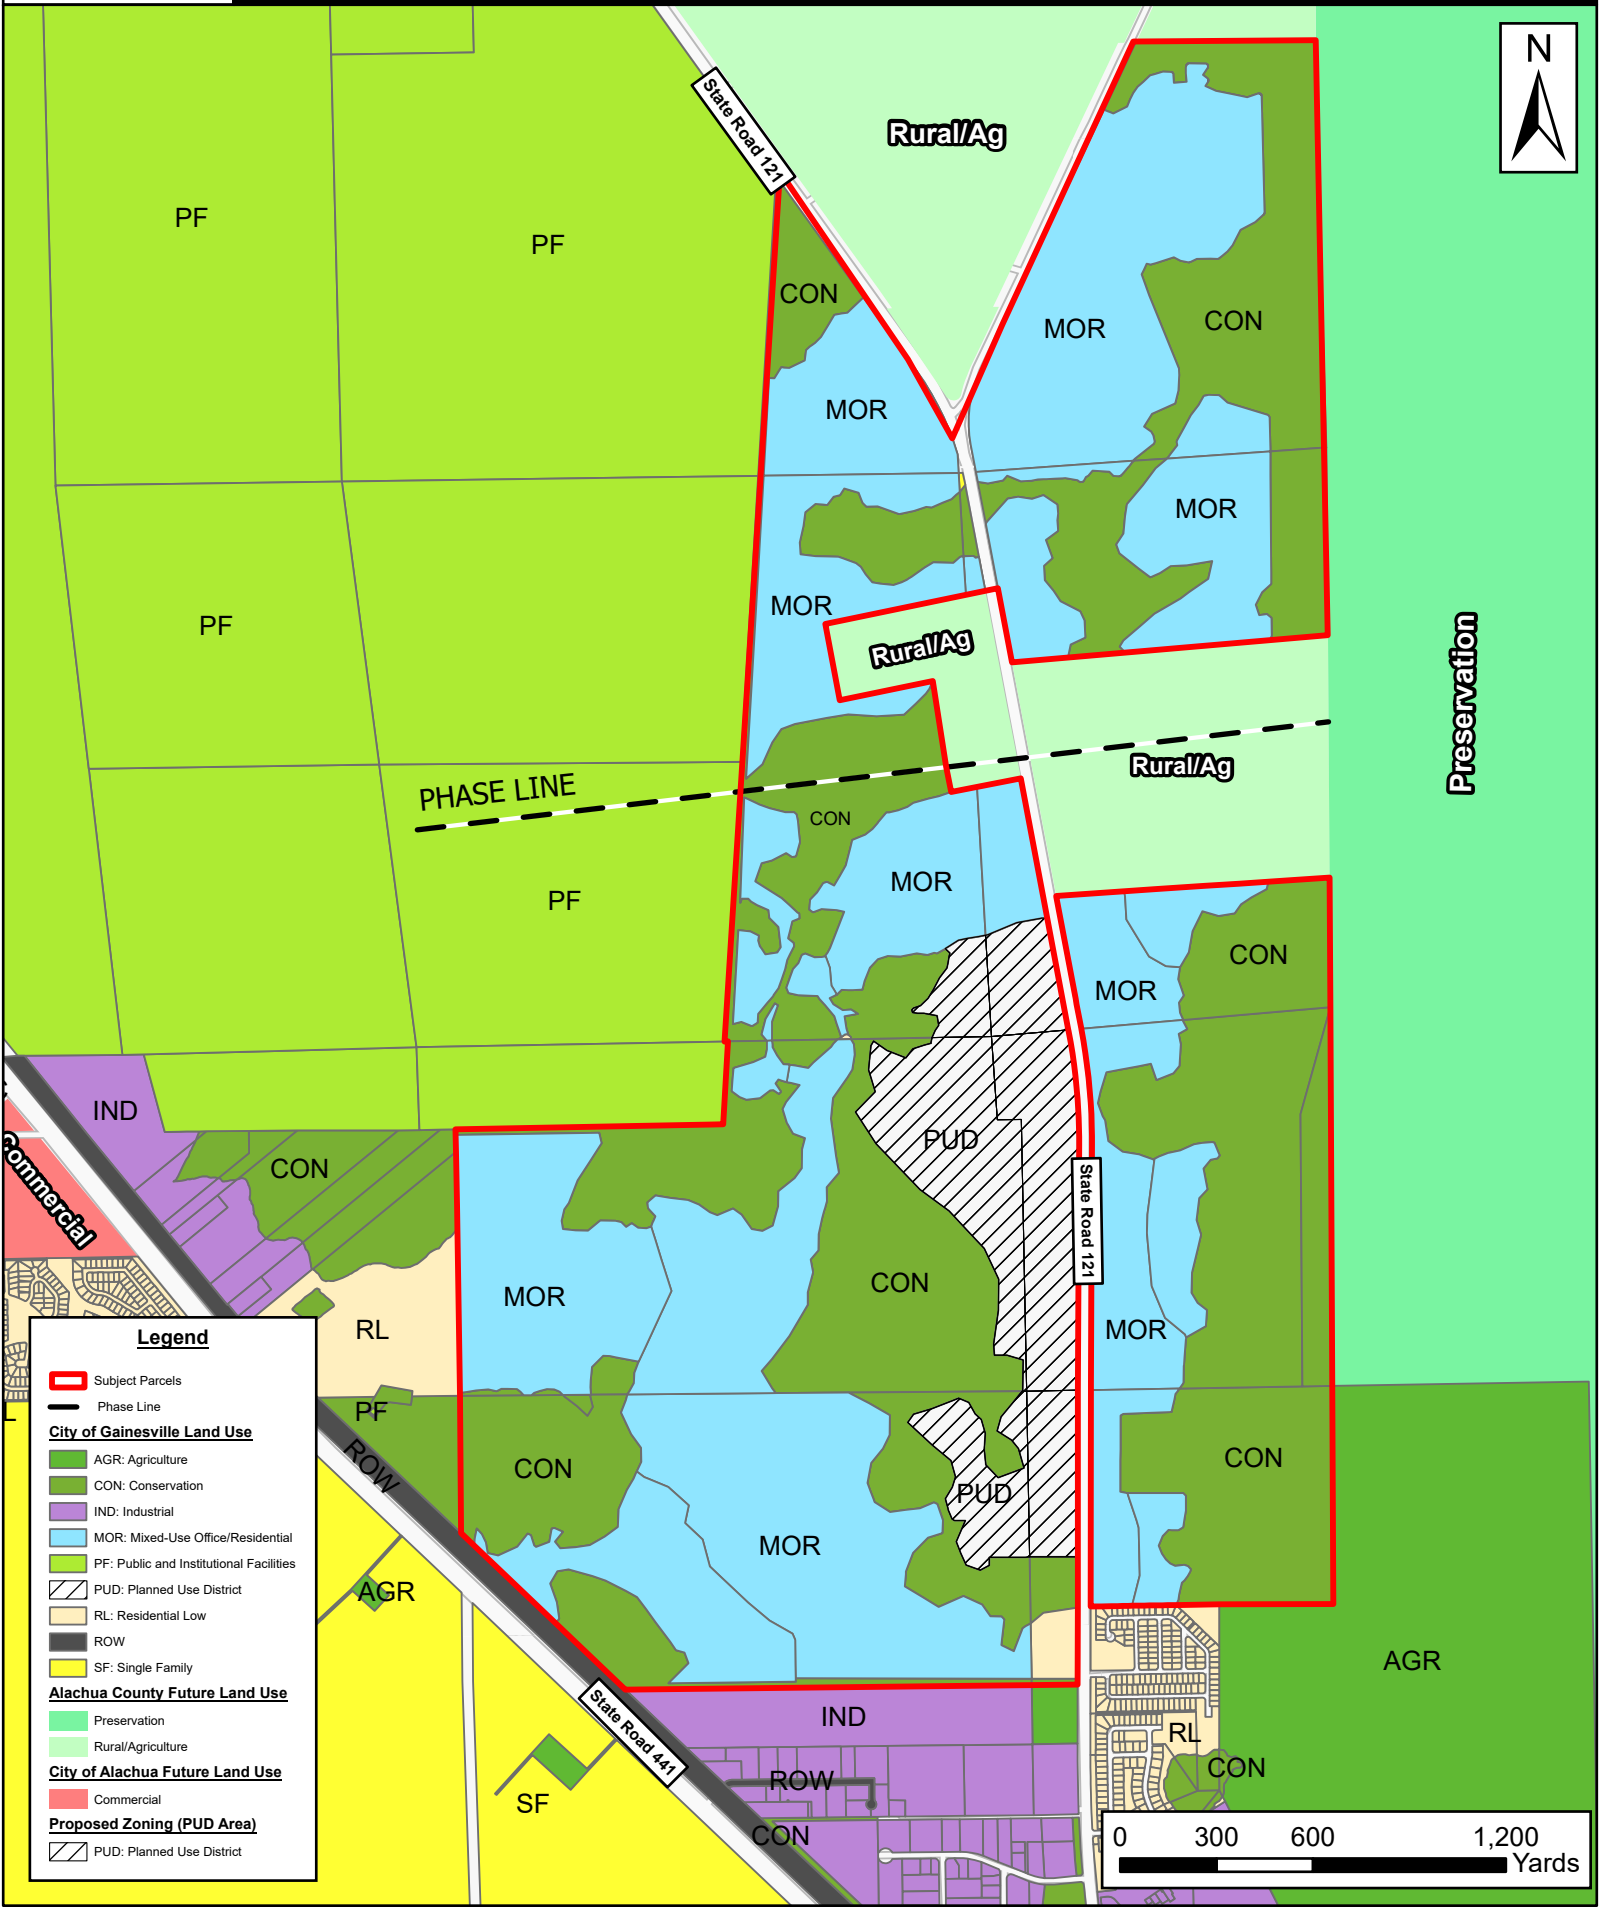 N
State Road 121
Rural/Ag
PF
PF
CON
MOR
CON
MOR
MOR
PF
MOR
Rural/Ag
Preservation
Rural/Ag
PHASE LINE
CON
MOR
PF
CON
MOR
IND
PUD
CON
Commercial
State Road 121
CON
MOR
RL
MOR
PF
ROW
CON
CON
PUD
MOR
AGR
AGR
IND
State Road 441
RL
CON
ROW
SF
CON
L
Legend
Subject Parcels
Phase Line
City of Gainesville Land Use
AGR: Agriculture
CON: Conservation
IND: Industrial
MOR: Mixed-Use Office/Residential
PF: Public and Institutional Facilities
PUD: Planned Use District
RL: Residential Low
ROW
SF: Single Family
Alachua County Future Land Use
Preservation
Rural/Agriculture
City of Alachua Future Land Use
Commercial
Proposed Zoning (PUD Area)
PUD: Planned Use District
0 300 600 1,200
Yards